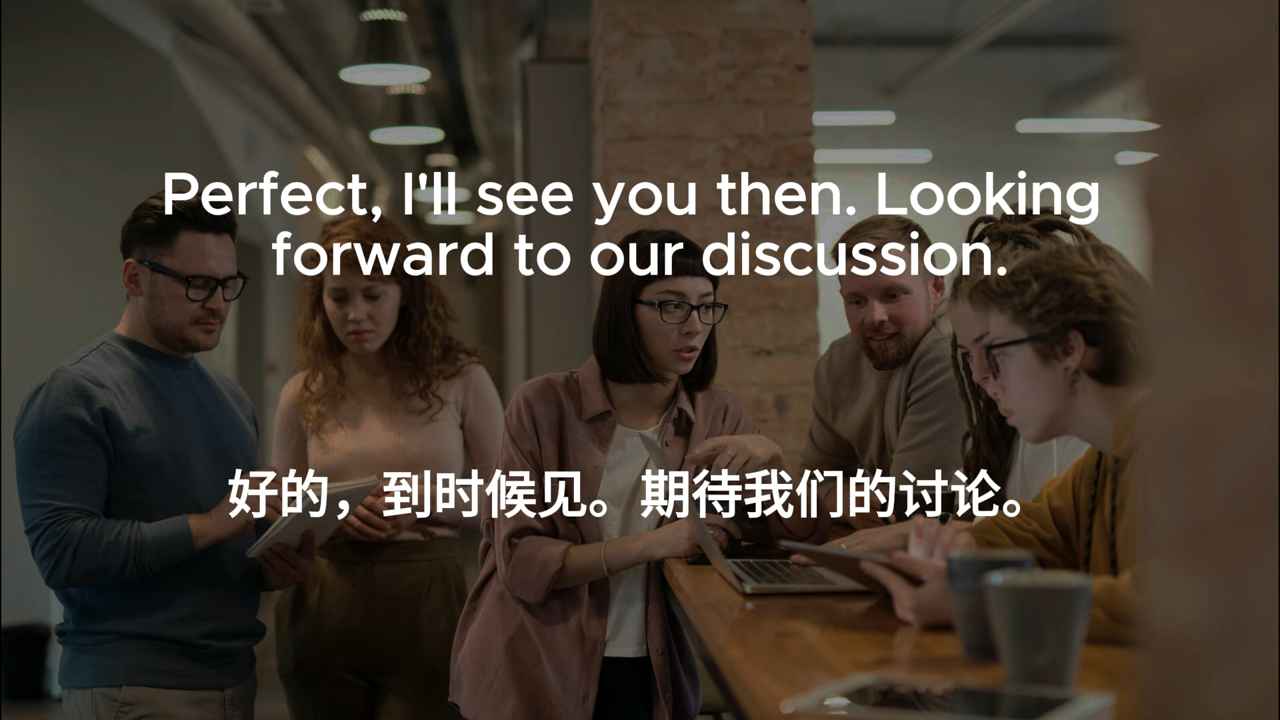 Perfect, I'll see you then. Looking
forward to our discussion.
好的，到时候见。期待我们的讨论。